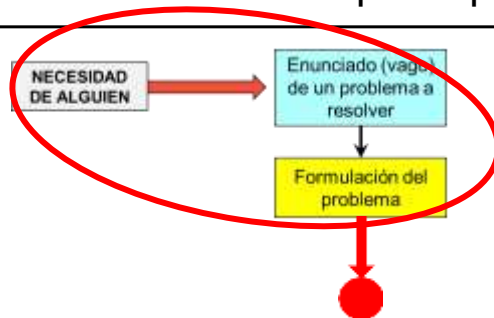 NECESIDAD
DE ALGUIEN
Enunciado (vago)
de un problema a
resolver
Formulación del
problema